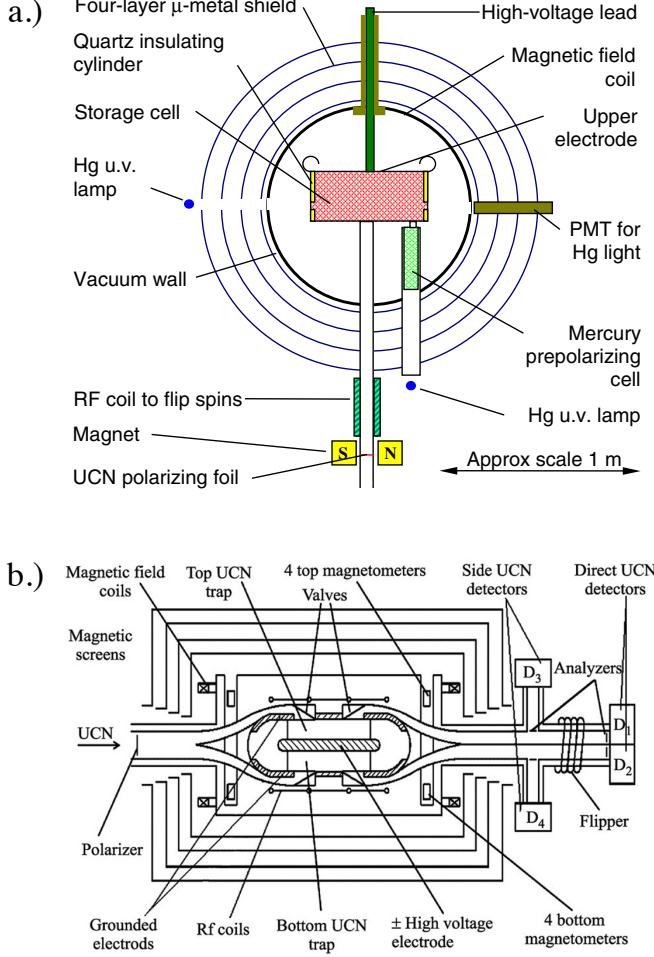 a.)
Four-layer μ-metal shield
High-voltage lead
Quartz insulating
cylinder
Magnetic field
coil
Storage cell
Upper
electrode
Hg u.v.
lamp
PMT for
Hg light
Vacuum wall
Mercury
prepolarizing
cell
RF coil to flip spins
Hg u.v. lamp
Magnet
S
N
UCN polarizing foil
Approx scale 1 m
b.)
Magnetic field
coils
Top UCN
trap
4 top magnetometers
Valves
Side UCN
detectors
Direct UCN
detectors
Magnetic
screens
Analyzers
D3
UCN
D1
D2
D4
Flipper
Polarizer
Grounded
electrods
Rf coils
Bottom UCN
trap
± High voltage
electrode
4 bottom
magnetometers